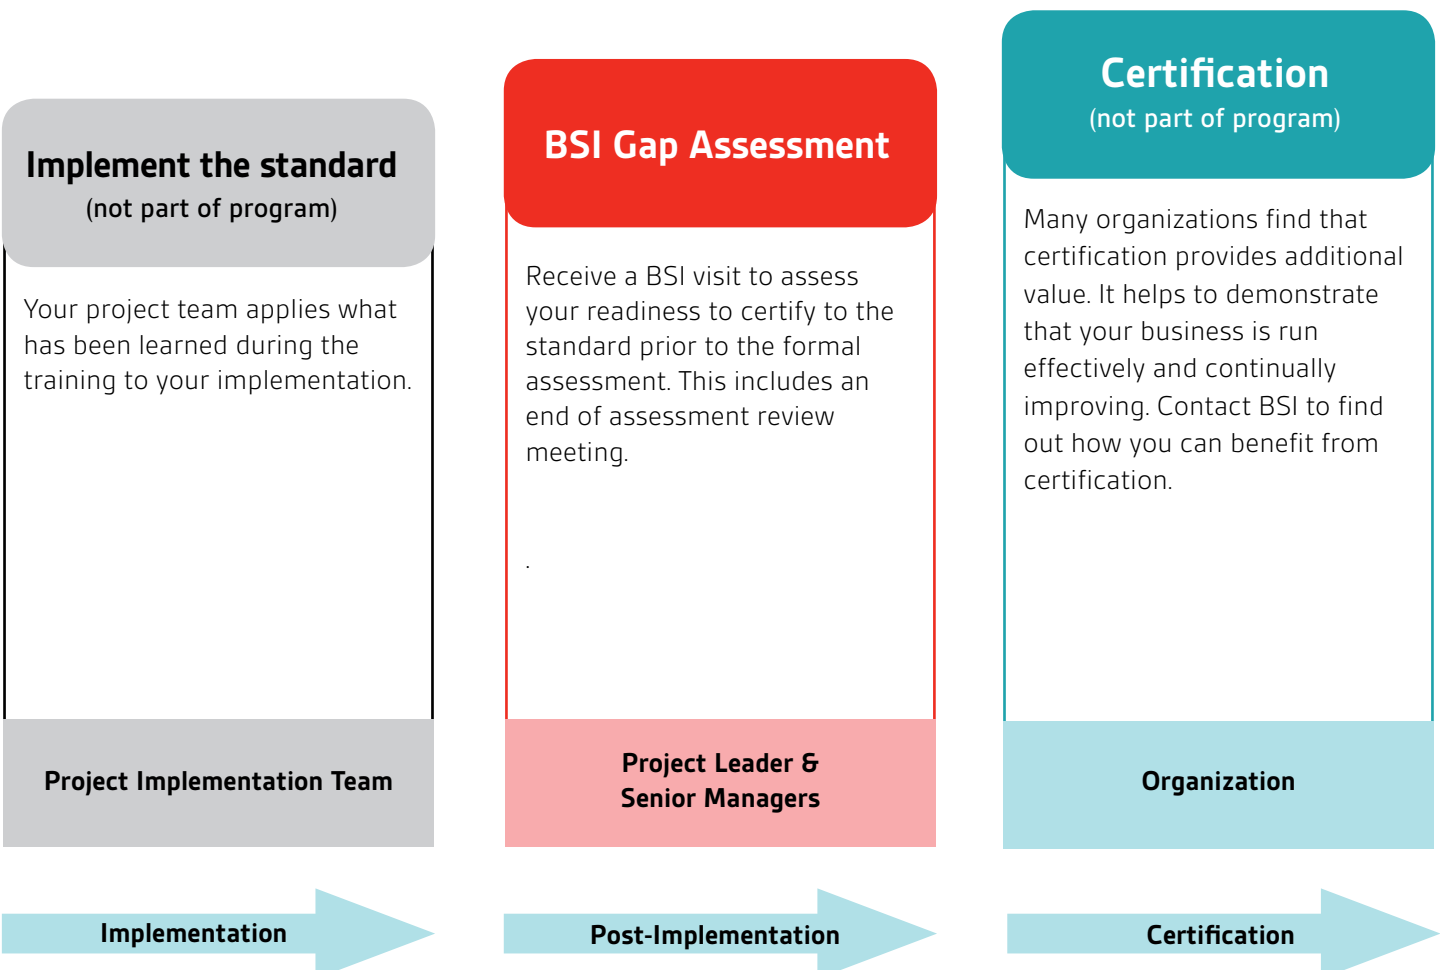 Implement the standard
(not part of program)
Your project team applies what
has been learned during the
training to your implementation.
Project Implementation Team
Implementation
BSI Gap Assessment
Receive a BSI visit to assess
your readiness to certify to the
standard prior to the formal
assessment. This includes an
end of assessment review
meeting.
.
Project Leader &
Senior Managers
Post-Implementation
Certification
(not part of program)
Many organizations find that
certification provides additional
value. It helps to demonstrate
that your business is run
effectively and continually
improving. Contact BSI to find
out how you can benefit from
certification.
Organization
Certification